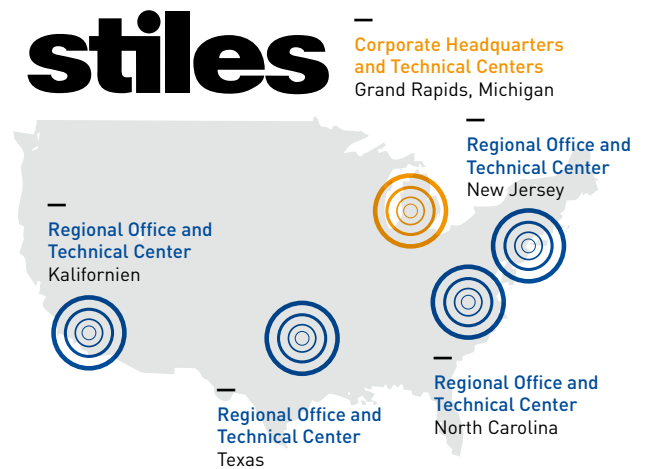 stiles
Corporate Headquarters
and Technical Centers
Grand Rapids, Michigan
Regional Office and
Technical Center
New Jersey
Regional Office and
Technical Center
Kalifornien
Regional Office and
Technical Center
North Carolina
Regional Office and
Technical Center
Texas